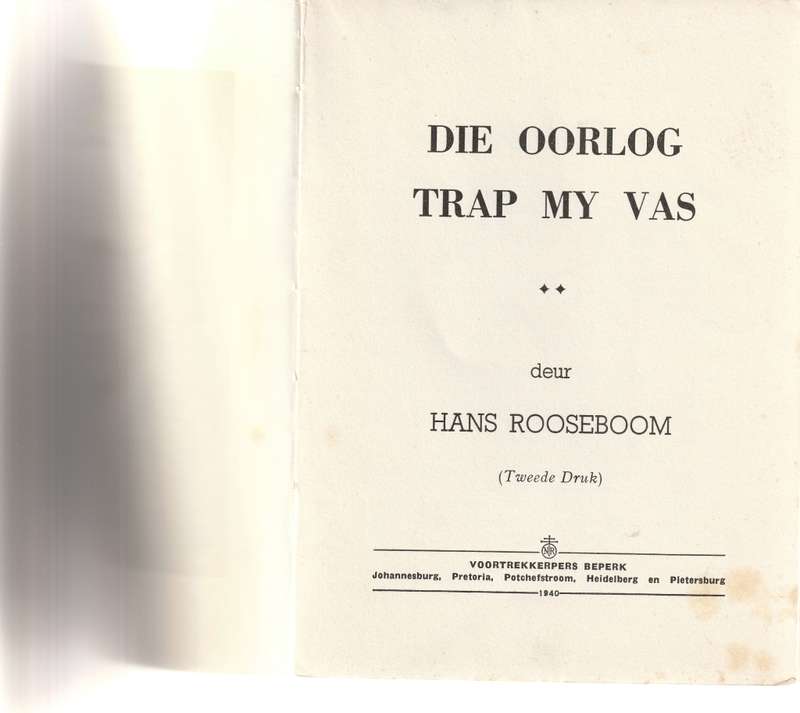 DIE OORLOG
TRAP MY VAS
deur
HANS ROOSEBOOM
(Tweede Druk)
VOORTREKKERPERS BEPERK
Johannesburg, Pretoria, Potchefstroom, Heidelberg en Pietersburg
1940